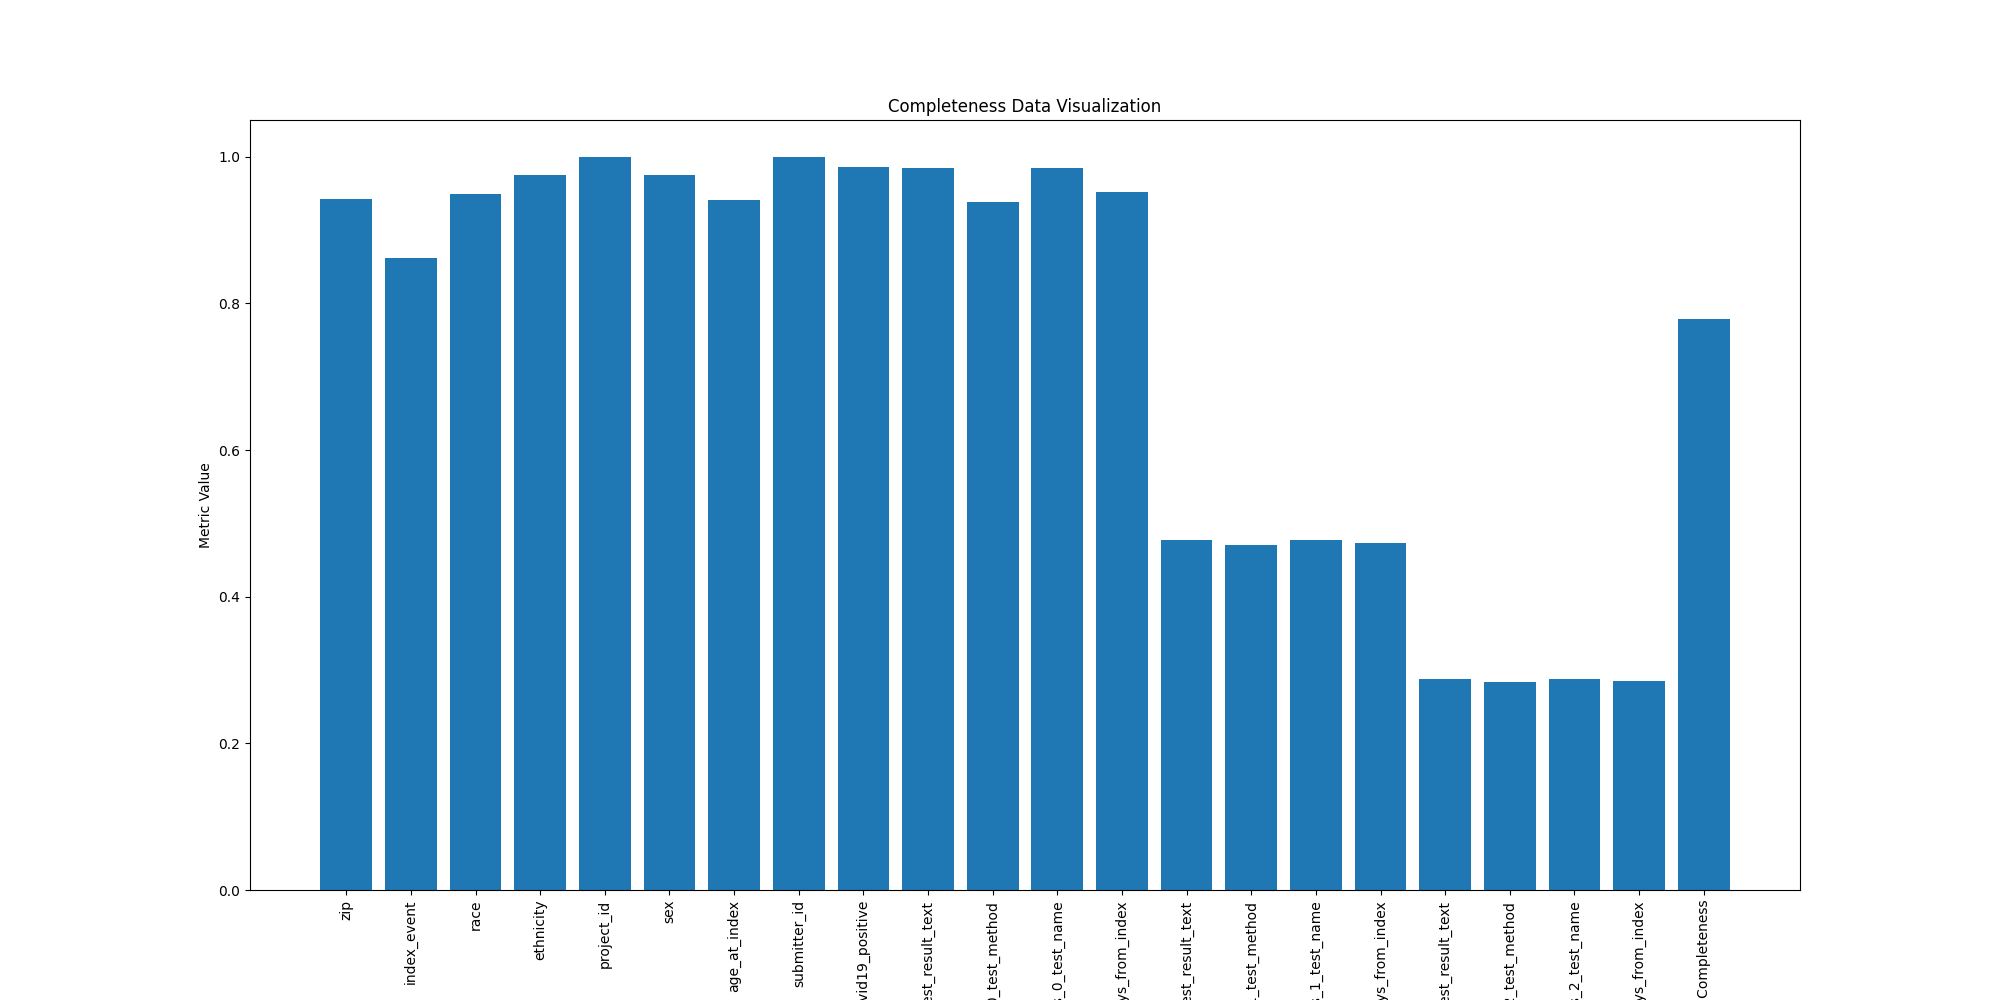 Completeness Data Visualization
1.0
0.8
0.6
0.4
0.2
0.0
Metric Value
zip
index_event
race
ethnicity
project_id
sex
age_at_index
submitter_id
vid19_positive
est_result_text
_test_method
_0_test_name
ys_from_index
est_result_text
_test_method
_1_test_name
ys_from_index
est_result_text
_test_method
_2_test_name
ys_from_index
Completeness